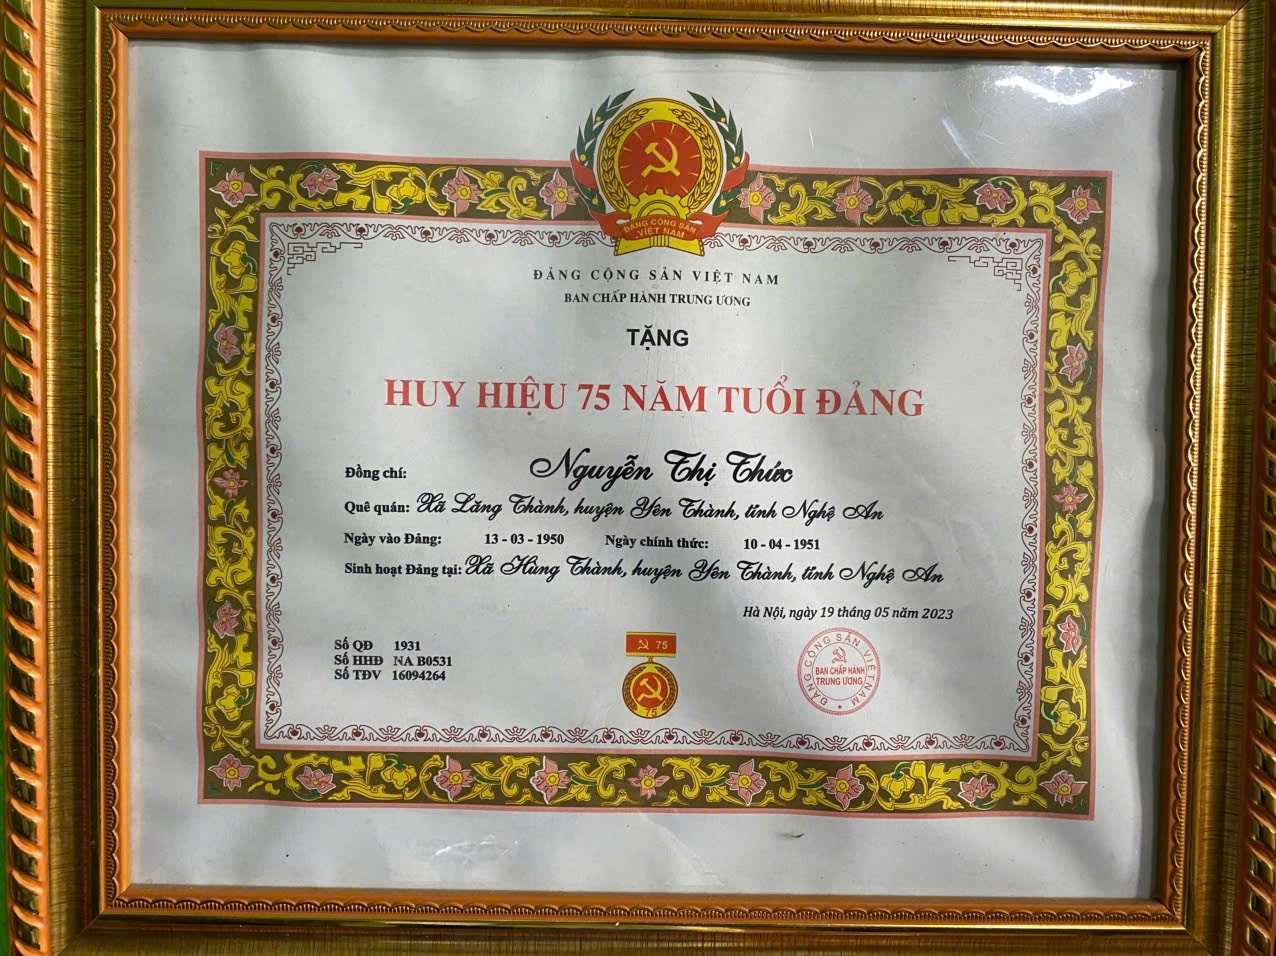 ĐẢNG CỘNG SẢN
VIỆT NAM
ĐẢNG CỘNG SẢN VIỆT NAM
BAN CHẤP HÀNH TRUNG ƯƠNG
TẶNG
HUY HIỆU 75 NĂM TUỔI ĐẢNG
Đồng chí: Nguyễn Thị Thức
Quê quán: Xã Lăng Thành, huyện Yên Thành, tỉnh Nghệ An
Ngày vào Đảng: 13 - 03 - 1950 Ngày chính thức: 10 - 04 - 1951
Sinh hoạt Đảng tại: Xã Hùng Thành, huyện Yên Thành, tỉnh Nghệ An
Hà Nội, ngày 19 tháng 05 năm 2023
Số QĐ 1931
Số HHĐ NA B0531
Số TĐV 16094264
75
75
ĐẢNG CỘNG SẢN VIỆT NAM
BAN CHẤP HÀNH
TRUNG ƯƠNG